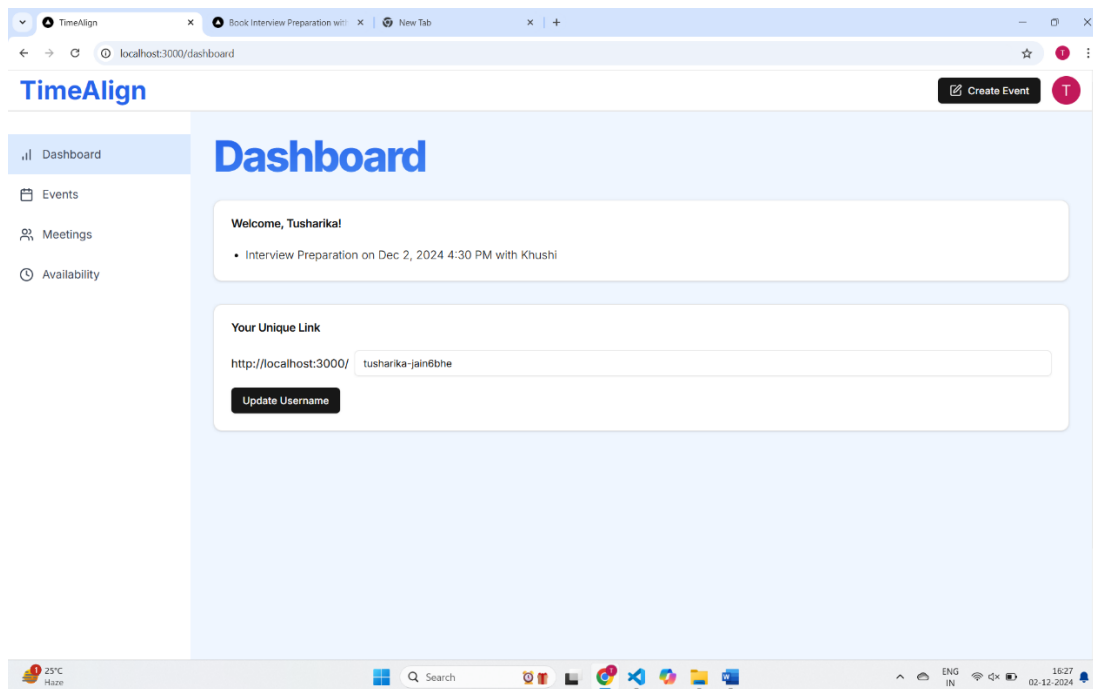 TimeAlign
Book Interview Preparation with
New Tab
localhost:3000/dashboard
T
TimeAlign
Create Event
T
Dashboard
Events
Meetings
Availability
Dashboard
Welcome, Tusharika!
• Interview Preparation on Dec 2, 2024 4:30 PM with Khushi
Your Unique Link
http://localhost:3000/ tusharika-jain6bhe
Update Username
1
25°C
Haze
Search
T
ENG
IN
16:27
02-12-2024